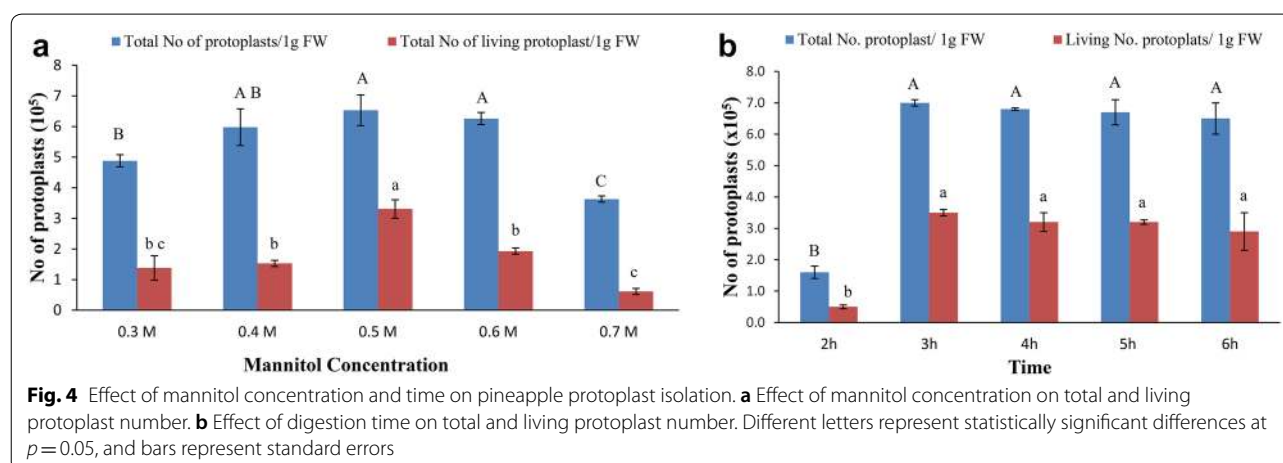 a
Total No of protoplasts/1g FW
Total No of living protoplast/1g FW
No of protoplasts (10⁵)
8
7
6
5
4
3
2
1
0
B
b c
A B
b
A
a
A
b
C
c
0.3 M 0.4 M 0.5 M 0.6 M 0.7 M
Mannitol Concentration
b
Total No. protoplast/ 1g FW
Living No. protoplats/ 1g FW
No of protoplasts (x10⁵)
8.0
7.0
6.0
5.0
4.0
3.0
2.0
1.0
0.0
B
b
A
a
A
a
A
a
A
a
2h 3h 4h 5h 6h
Time
Fig. 4 Effect of mannitol concentration and time on pineapple protoplast isolation. a Effect of mannitol concentration on total and living
protoplast number. b Effect of digestion time on total and living protoplast number. Different letters represent statistically significant differences at
p = 0.05, and bars represent standard errors